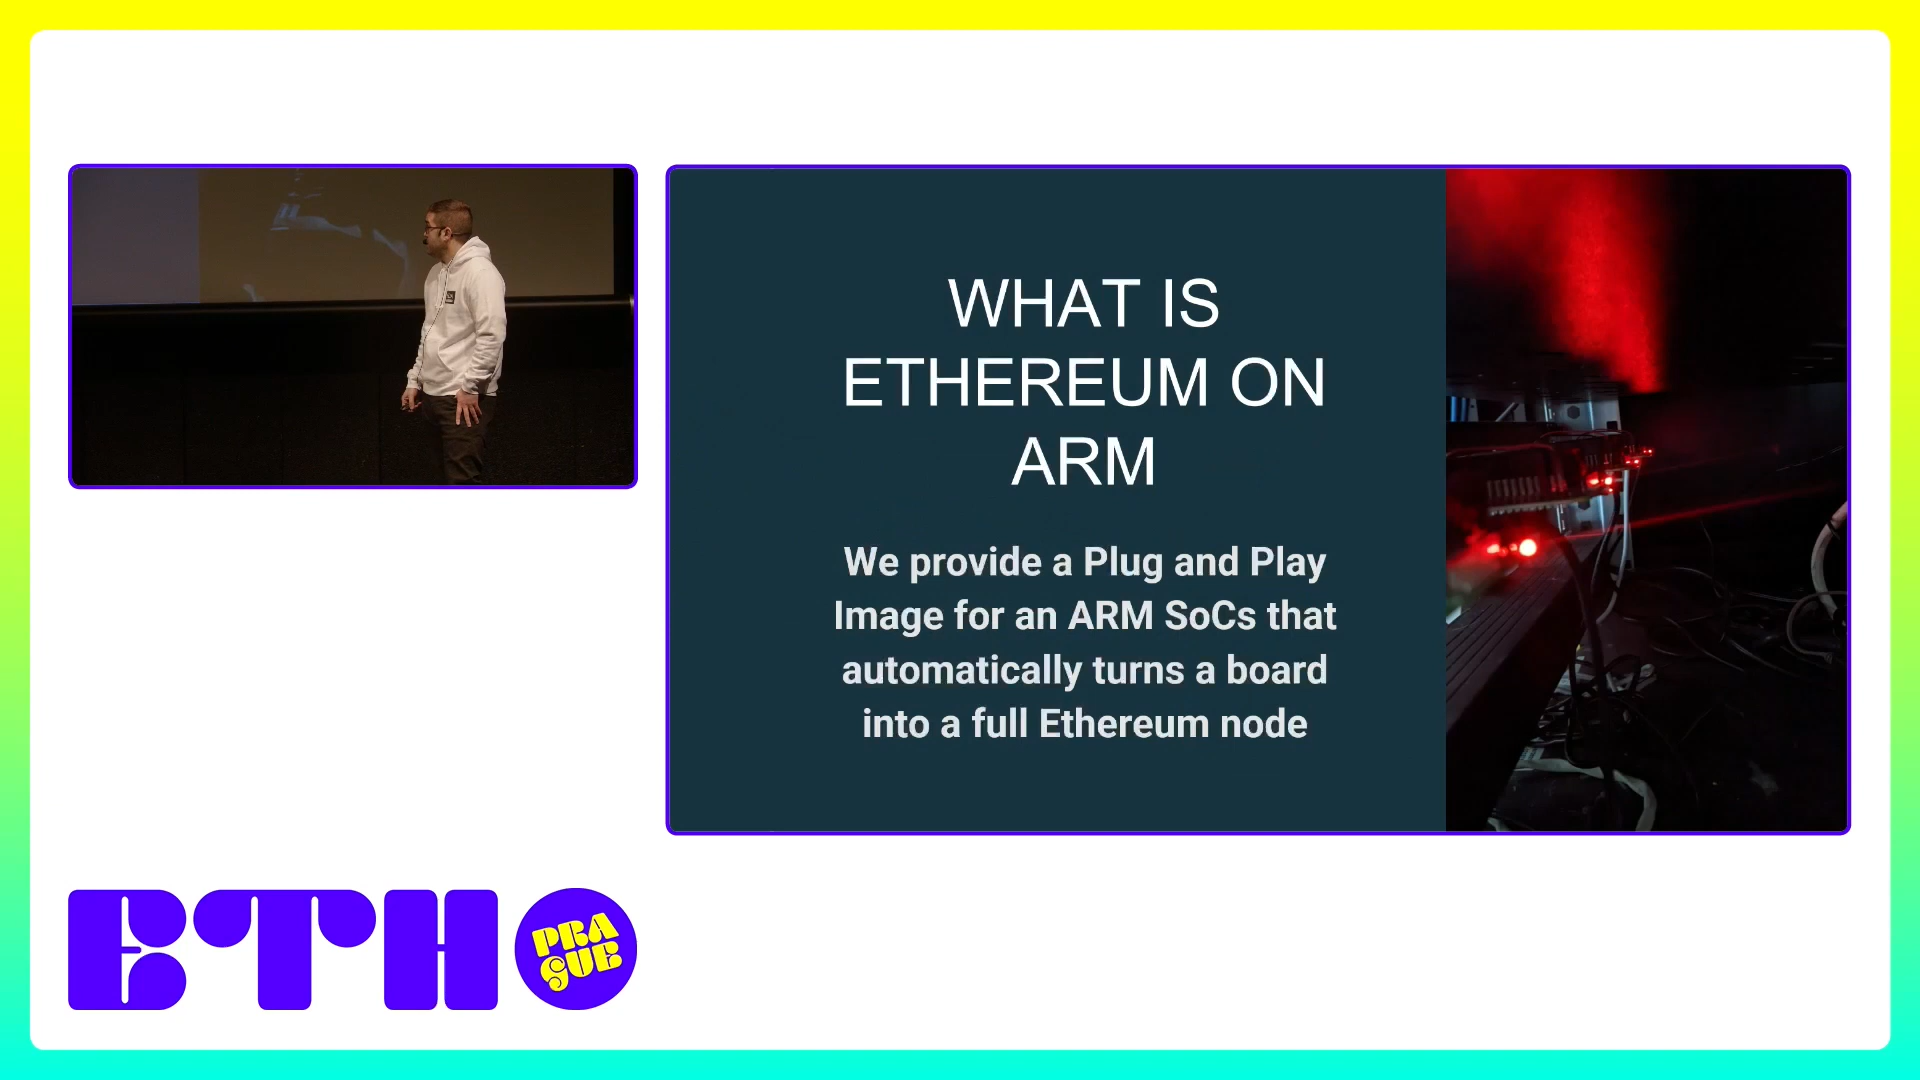 WHAT IS
ETHEREUM ON
ARM
We provide a Plug and Play
Image for an ARM SoCs that
automatically turns a board
into a full Ethereum node
ETH
PRA
GUE